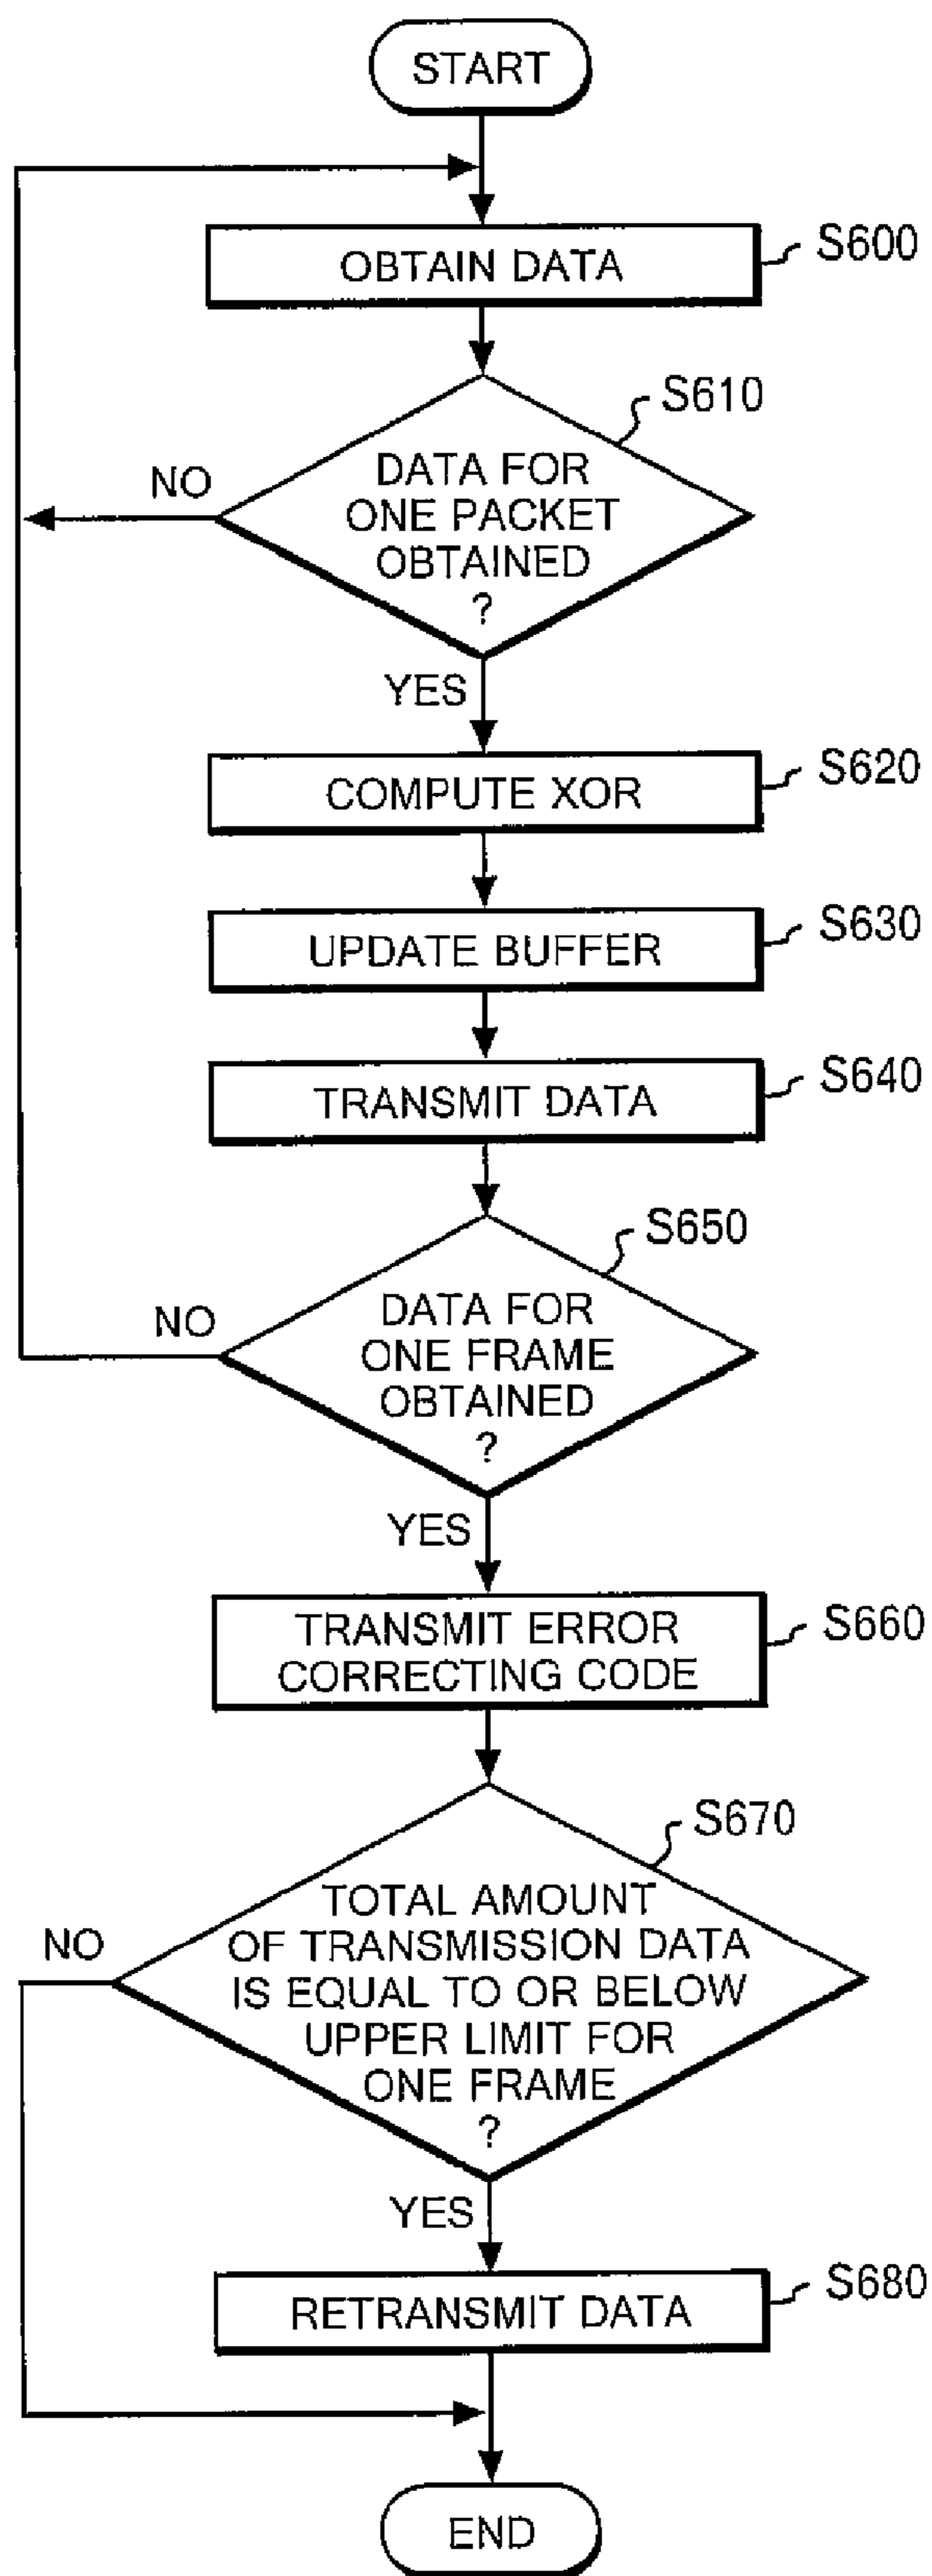 START
OBTAIN DATA
S600
S610
DATA FOR
ONE PACKET
OBTAINED
?
NO
YES
COMPUTE XOR
S620
UPDATE BUFFER
S630
TRANSMIT DATA
S640
S650
DATA FOR
ONE FRAME
OBTAINED
?
NO
YES
TRANSMIT ERROR
CORRECTING CODE
S660
S670
TOTAL AMOUNT
OF TRANSMISSION DATA
IS EQUAL TO OR BELOW
UPPER LIMIT FOR
ONE FRAME
?
NO
YES
RETRANSMIT DATA
S680
END